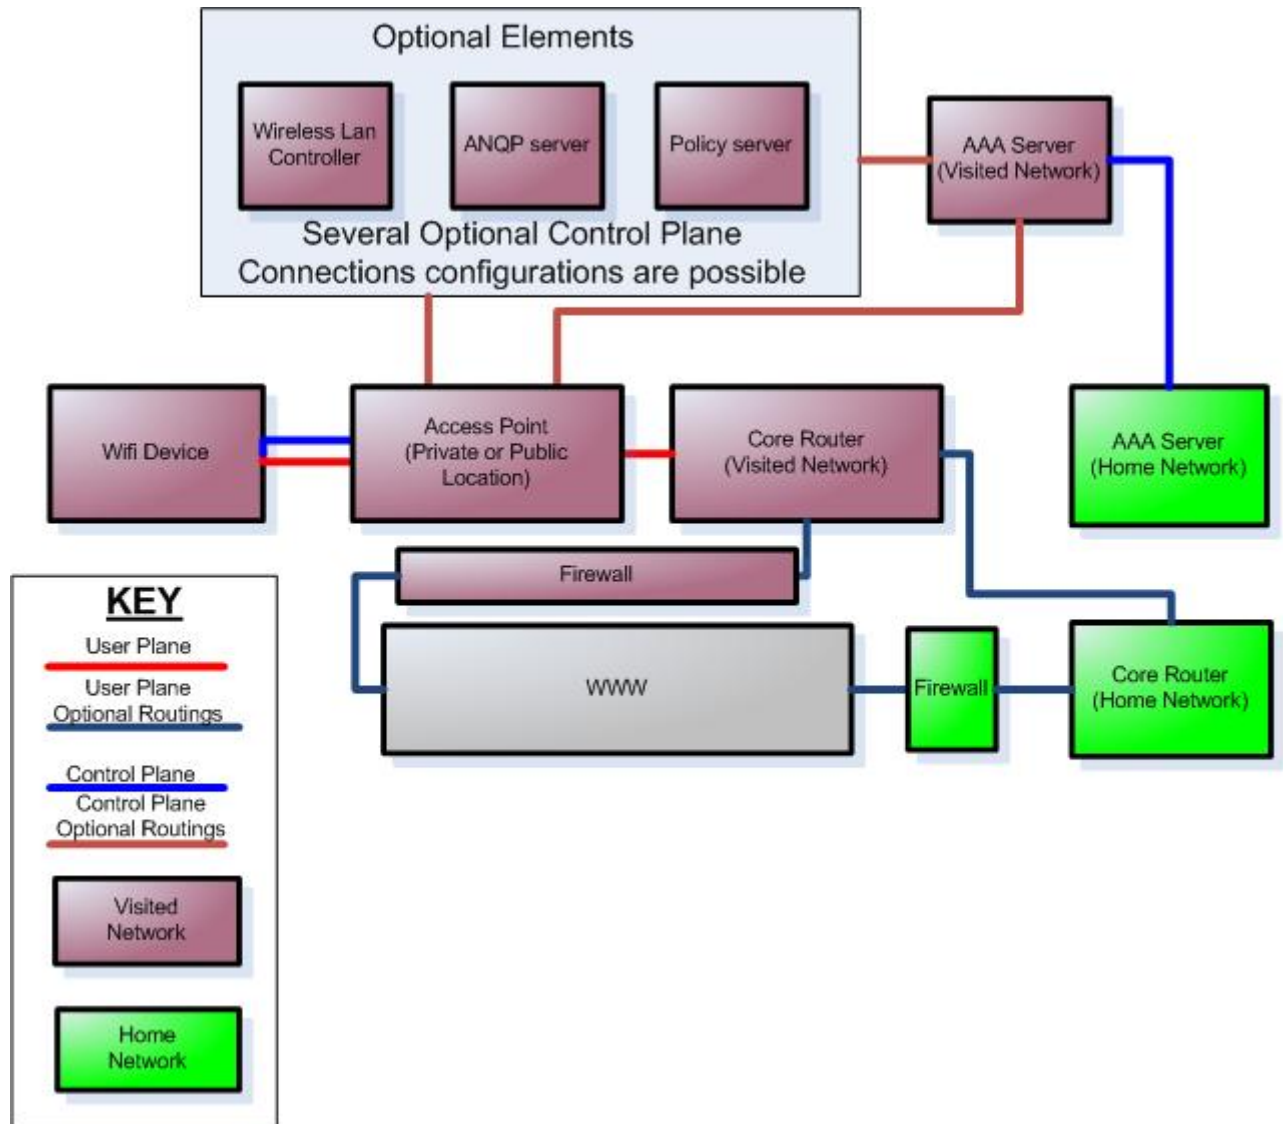 Optional Elements
Wireless Lan
Controller
ANQP server
Policy server
Several Optional Control Plane
Connections configurations are possible
AAA Server
(Visited Network)
Wifi Device
Access Point
(Private or Public
Location)
Core Router
(Visited Network)
AAA Server
(Home Network)
Firewall
WWW
Firewall
Core Router
(Home Network)
KEY
User Plane
User Plane
Optional Routings
Control Plane
Control Plane
Optional Routings
Visited
Network
Home
Network